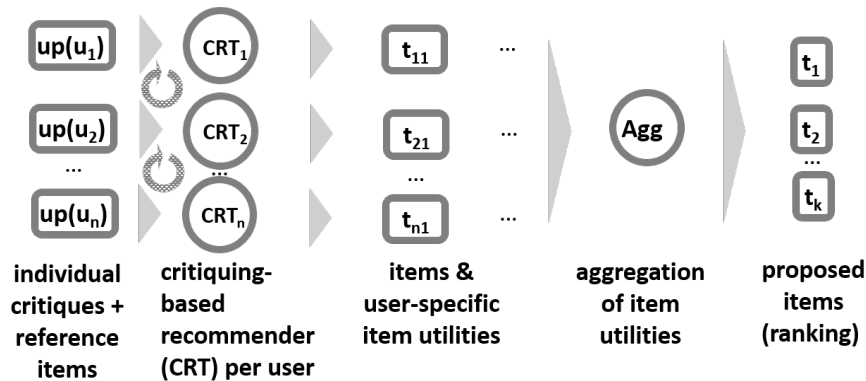 up(u1) CRT1 t11 ... t1
up(u2) CRT2 t21 ... Agg t2
... ... ... ...
up(un) CRTn tn1 ... tk
individual
critiques +
reference
items
critiquing-
based
recommender
(CRT) per user
items &
user-specific
item utilities
aggregation
of item
utilities
proposed
items
(ranking)